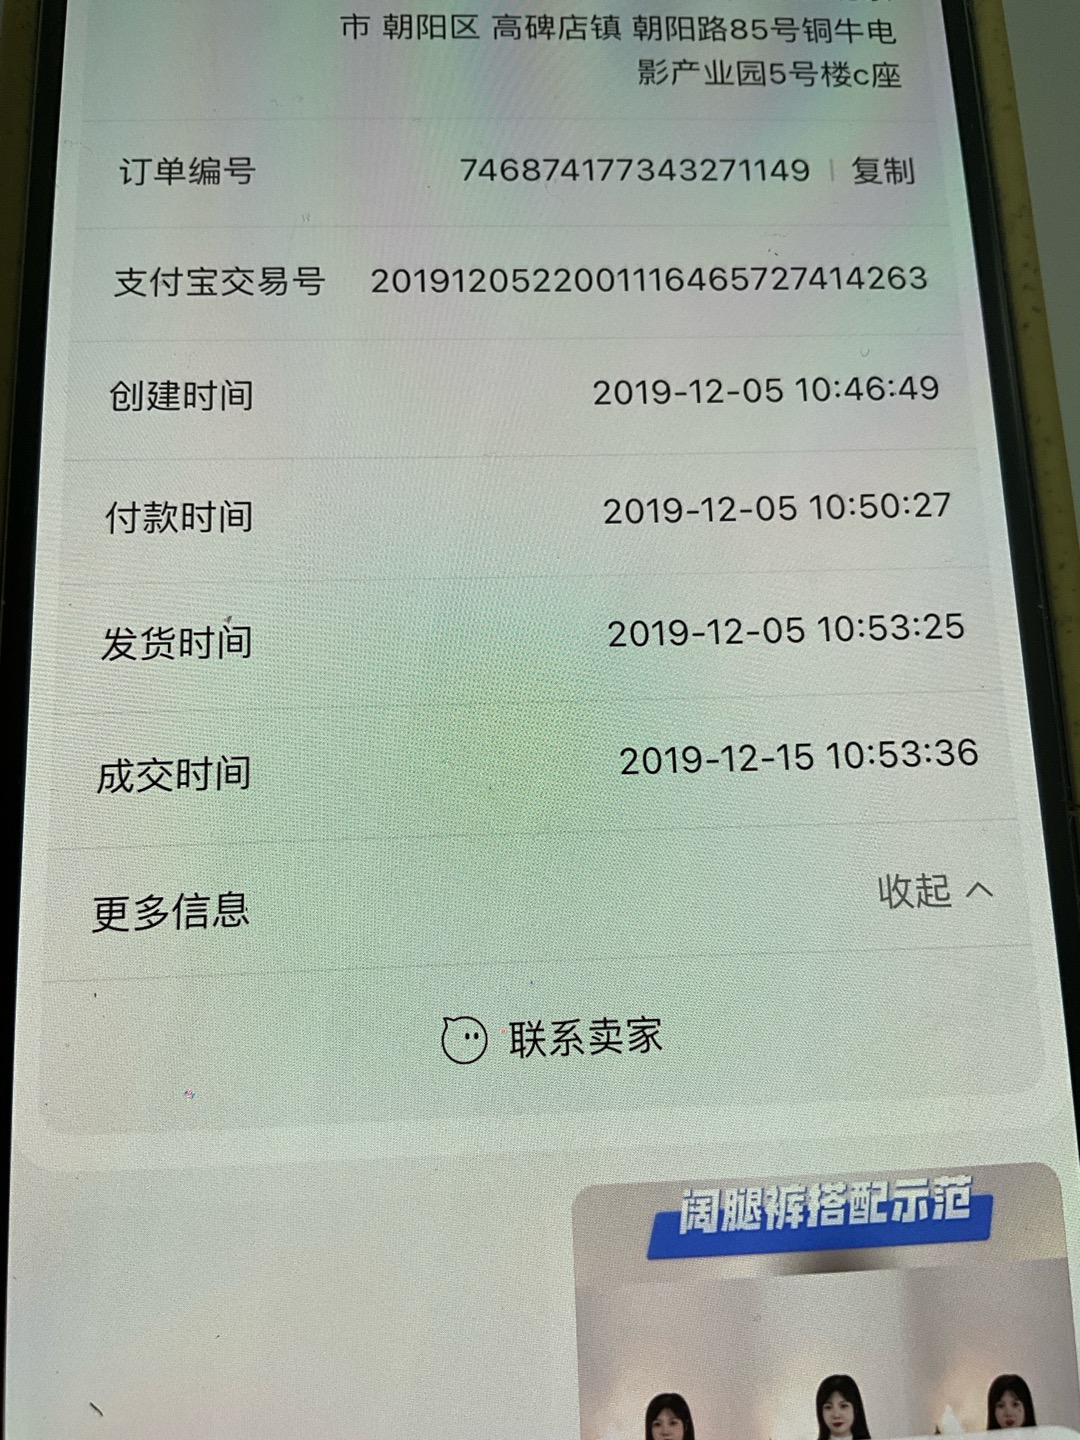 市 朝阳区 高碑店镇 朝阳路85号铜牛电
影产业园5号楼c座
订单编号 746874177343271149 | 复制
支付宝交易号 2019120522001116465727414263
创建时间 2019-12-05 10:46:49
付款时间 2019-12-05 10:50:27
发货时间 2019-12-05 10:53:25
成交时间 2019-12-15 10:53:36
更多信息 收起
联系卖家
阔腿裤搭配示范